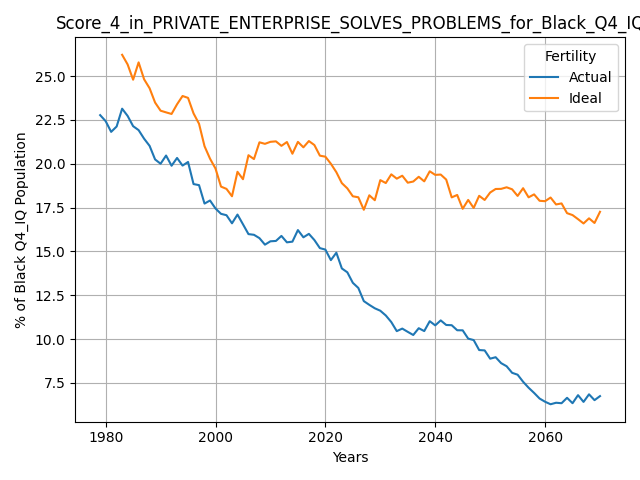 Score_4_in_PRIVATE_ENTERPRISE_SOLVES_PROBLEMS_for_Black_Q4_IQ
Fertility
Actual
Ideal
% of Black Q4_IQ Population
25.0
22.5
20.0
17.5
15.0
12.5
10.0
7.5
1980
2000
2020
2040
2060
Years